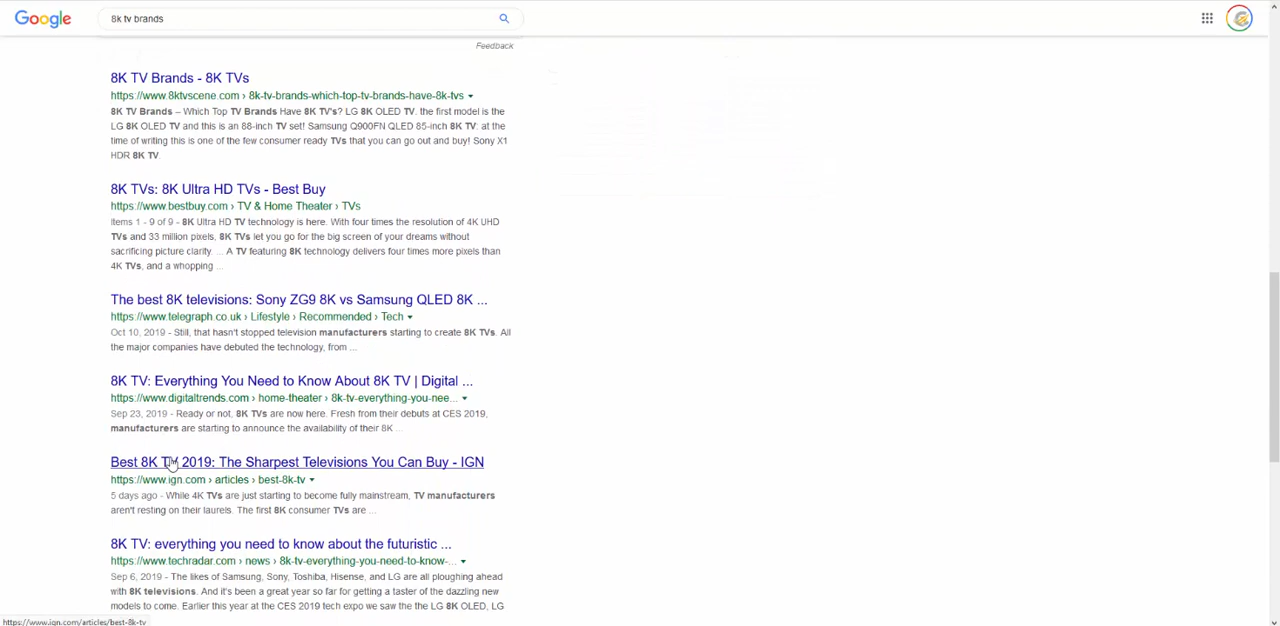 Google
8k tv brands
Feedback
8K TV Brands - 8K TVs
https://www.8ktvscene.com › 8k-tv-brands-which-top-tv-brands-have-8k-tvs
8K TV Brands – Which Top TV Brands Have 8K TV's? LG 8K OLED TV. the first model is the
LG 8K OLED TV and this is an 88-inch TV set! Samsung Q900FN QLED 85-inch 8K TV: at the
time of writing this is one of the few consumer ready TVs that you can go out and buy! Sony X1
HDR 8K TV.
8K TVs: 8K Ultra HD TVs - Best Buy
https://www.bestbuy.com › TV & Home Theater › TVs
Items 1 - 9 of 9 - 8K Ultra HD TV technology is here. With four times the resolution of 4K UHD
TVs and 33 million pixels, 8K TVs let you go for the big screen of your dreams without
sacrificing picture clarity. ... A TV featuring 8K technology delivers four times more pixels than
4K TVs, and a whopping ...
The best 8K televisions: Sony ZG9 8K vs Samsung QLED 8K ...
https://www.telegraph.co.uk › Lifestyle › Recommended › Tech
Oct 10, 2019 - Still, that hasn't stopped television manufacturers starting to create 8K TVs. All
the major companies have debuted the technology, from ...
8K TV: Everything You Need to Know About 8K TV | Digital ...
https://www.digitaltrends.com › home-theater › 8k-tv-everything-you-nee...
Sep 23, 2019 - Ready or not, 8K TVs are now here. Fresh from their debuts at CES 2019,
manufacturers are starting to announce the availability of their 8K ...
Best 8K TV 2019: The Sharpest Televisions You Can Buy - IGN
https://www.ign.com › articles › best-8k-tv
5 days ago - While 4K TVs are just starting to become fully mainstream, TV manufacturers
aren't resting on their laurels. The first 8K consumer TVs are ...
8K TV: everything you need to know about the futuristic ...
https://www.techradar.com › news › 8k-tv-everything-you-need-to-know-...
Sep 6, 2019 - The likes of Samsung, Sony, Toshiba, Hisense, and LG are all ploughing ahead
with 8K televisions. And it's been a great year so far for getting a taster of the dazzling new
models to come. Earlier this year at the CES 2019 tech expo we saw the the LG 8K OLED, LG
https://www.ign.com/articles/best-8k-tv